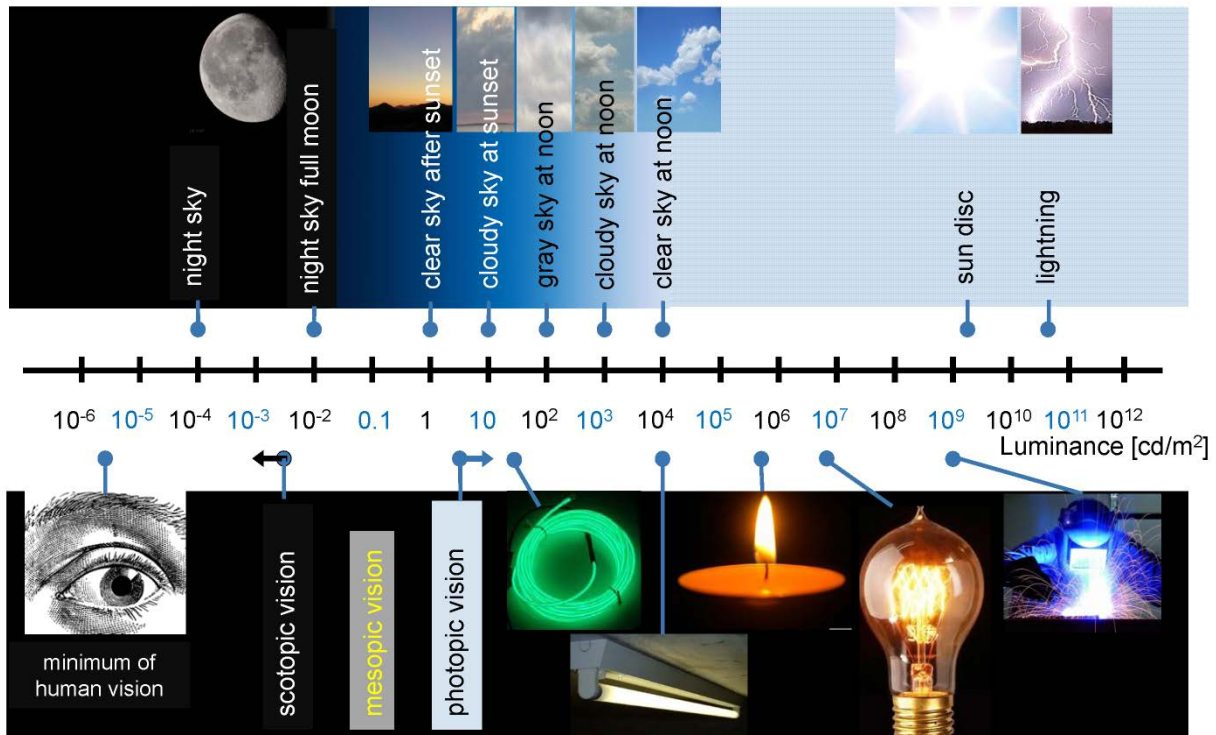 night sky
night sky full moon
clear sky after sunset
cloudy sky at sunset
gray sky at noon
cloudy sky at noon
clear sky at noon
sun disc
lightning
10⁻⁶ 10⁻⁵ 10⁻⁴ 10⁻³ 10⁻² 0.1 1 10 10² 10³ 10⁴ 10⁵ 10⁶ 10⁷ 10⁸ 10⁹ 10¹⁰ 10¹¹ 10¹²
Luminance [cd/m²]
minimum of
human vision
scotopic vision
mesopic vision
photopic vision